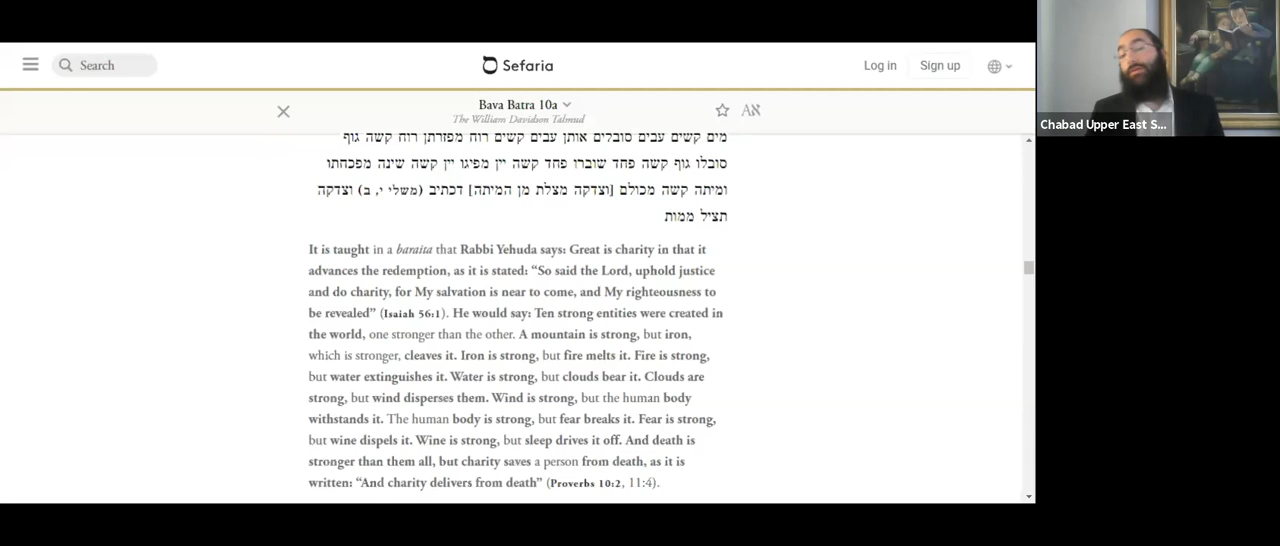 Search
Sefaria
Log in
Sign up
Bava Batra 10a
The William Davidson Talmud
Aא
מים קשים עבים סובלים אותן עבים קשים רוח מפזרתן רוח קשה גוף
סובלו גוף קשה פחד שוברו פחד קשה יין מפיגו יין קשה שינה מפכחתו
ומיתה קשה מכולם [וצדקה מצלת מן המיתה] דכתיב (משלי י, ב) וצדקה
תציל ממות
It is taught in a baraita that Rabbi Yehuda says: Great is charity in that it
advances the redemption, as it is stated: “So said the Lord, uphold justice
and do charity, for My salvation is near to come, and My righteousness to
be revealed” (Isaiah 56:1). He would say: Ten strong entities were created in
the world, one stronger than the other. A mountain is strong, but iron,
which is stronger, cleaves it. Iron is strong, but fire melts it. Fire is strong,
but water extinguishes it. Water is strong, but clouds bear it. Clouds are
strong, but wind disperses them. Wind is strong, but the human body
withstands it. The human body is strong, but fear breaks it. Fear is strong,
but wine dispels it. Wine is strong, but sleep drives it off. And death is
stronger than them all, but charity saves a person from death, as it is
written: “And charity delivers from death” (Proverbs 10:2, 11:4).
Chabad Upper East S...